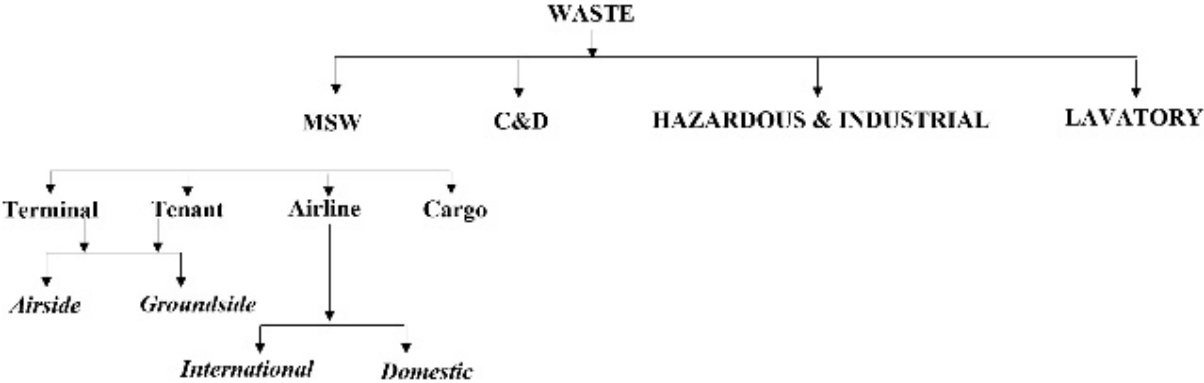 WASTE
MSW C&D HAZARDOUS & INDUSTRIAL LAVATORY
Terminal Tenant Airline Cargo
Airside Groundside
International Domestic